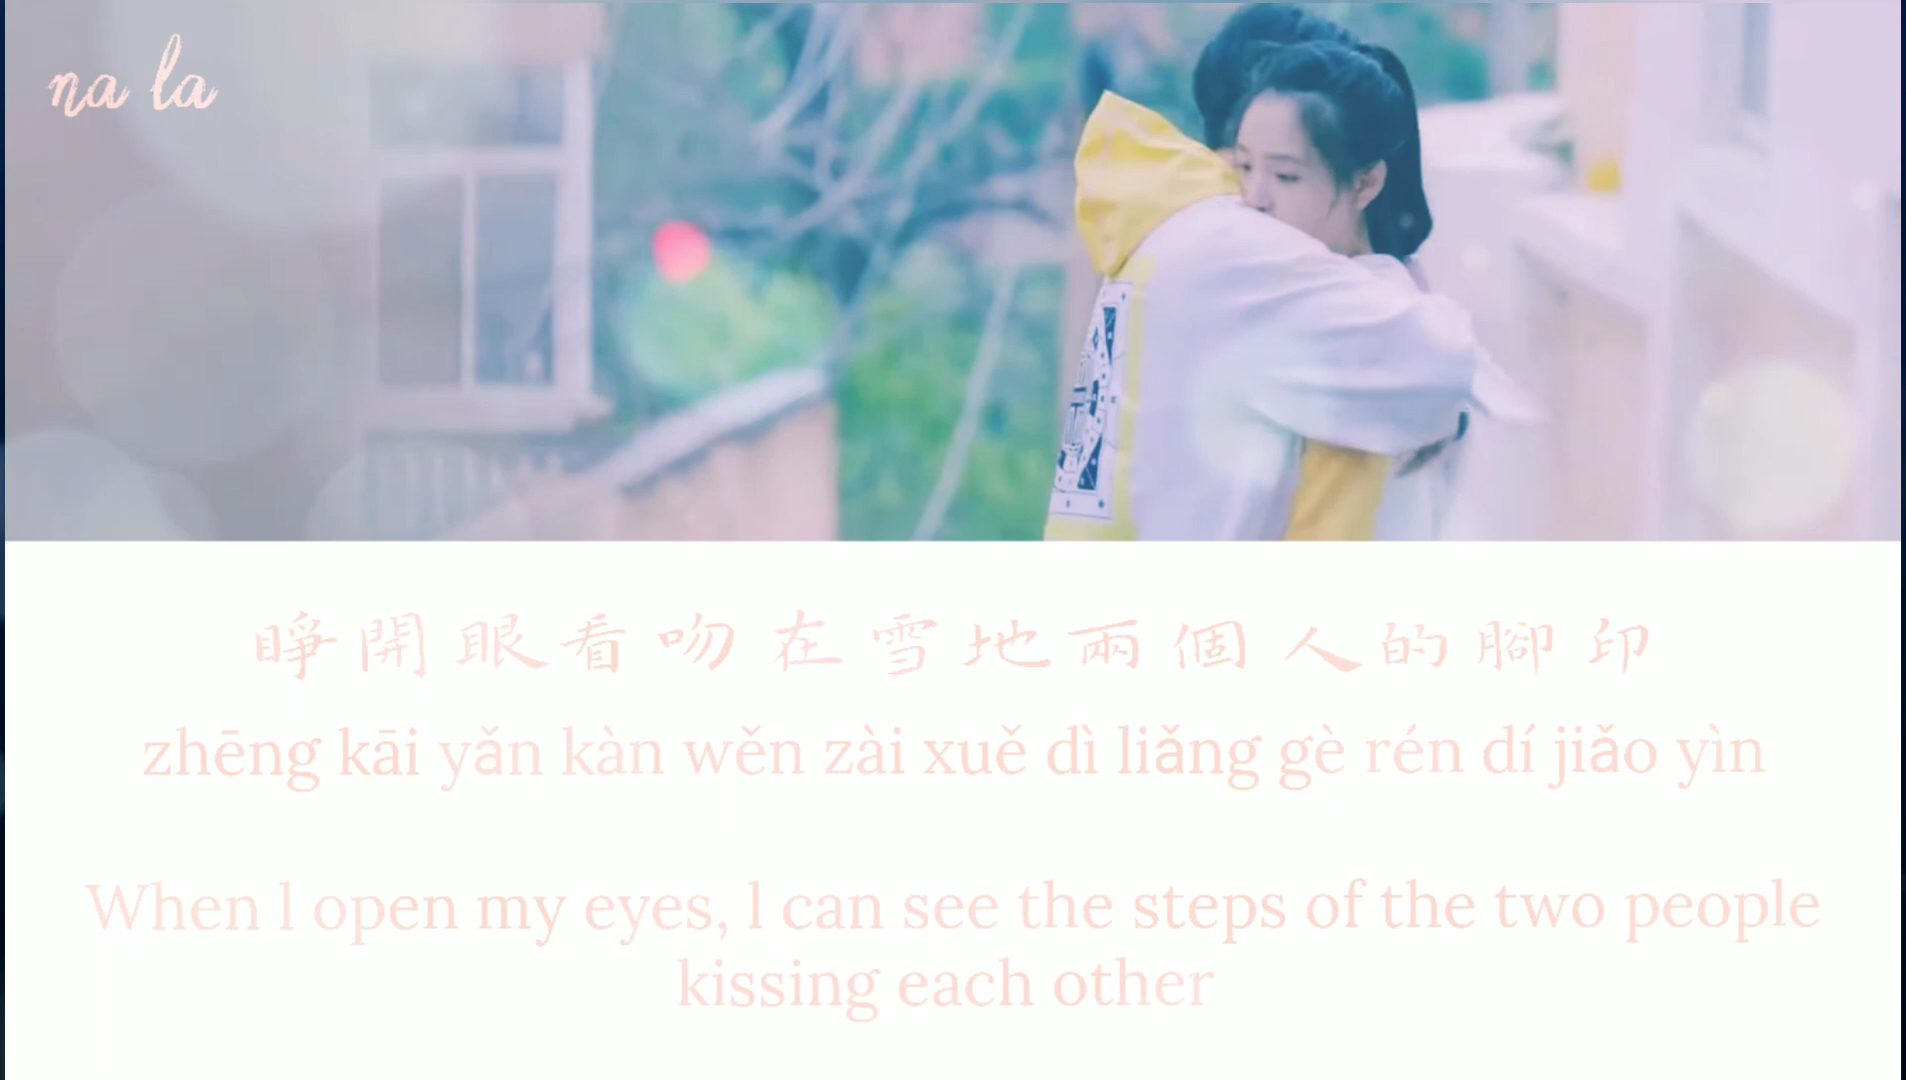 na la
睜開眼看吻在雪地兩個人的腳印
zhēng kāi yǎn kàn wěn zài xuě dì liǎng gè rén dí jiǎo yìn
When l open my eyes, l can see the steps of the two people
kissing each other